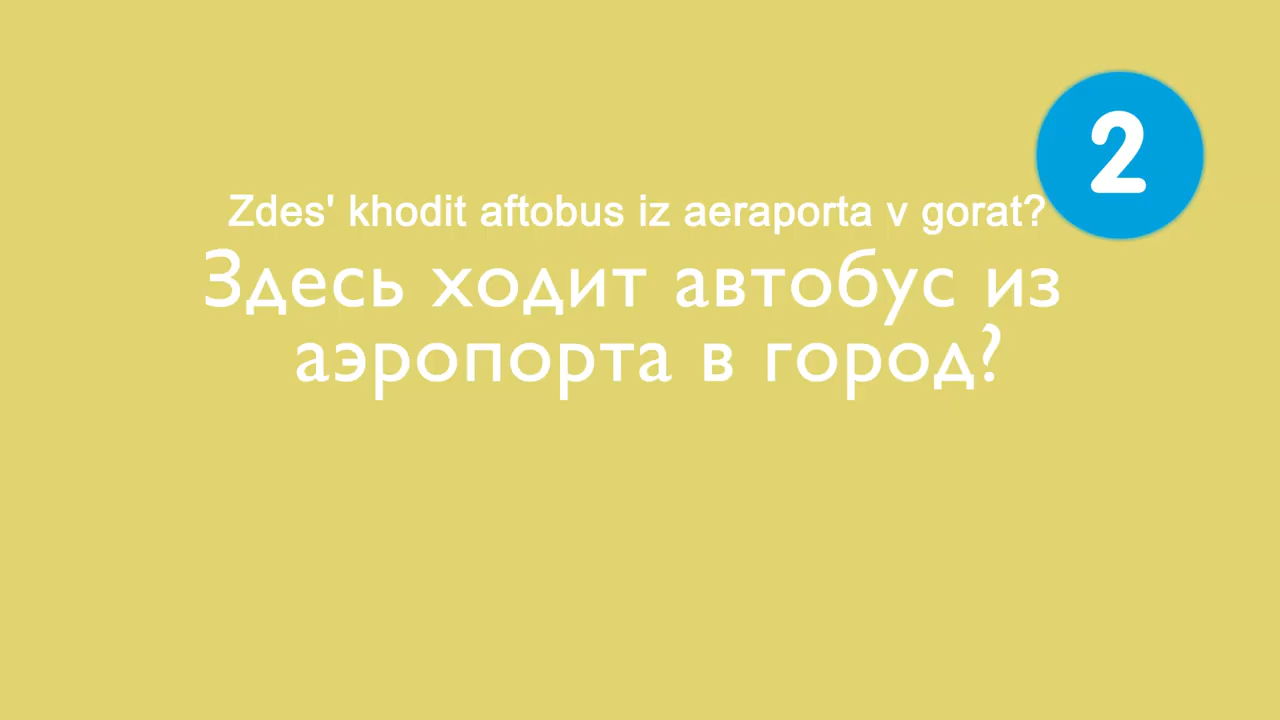 2
Zdes' khodit aftobus iz aeraporta v gorat?
Здесь ходит автобус из
аэропорта в город?